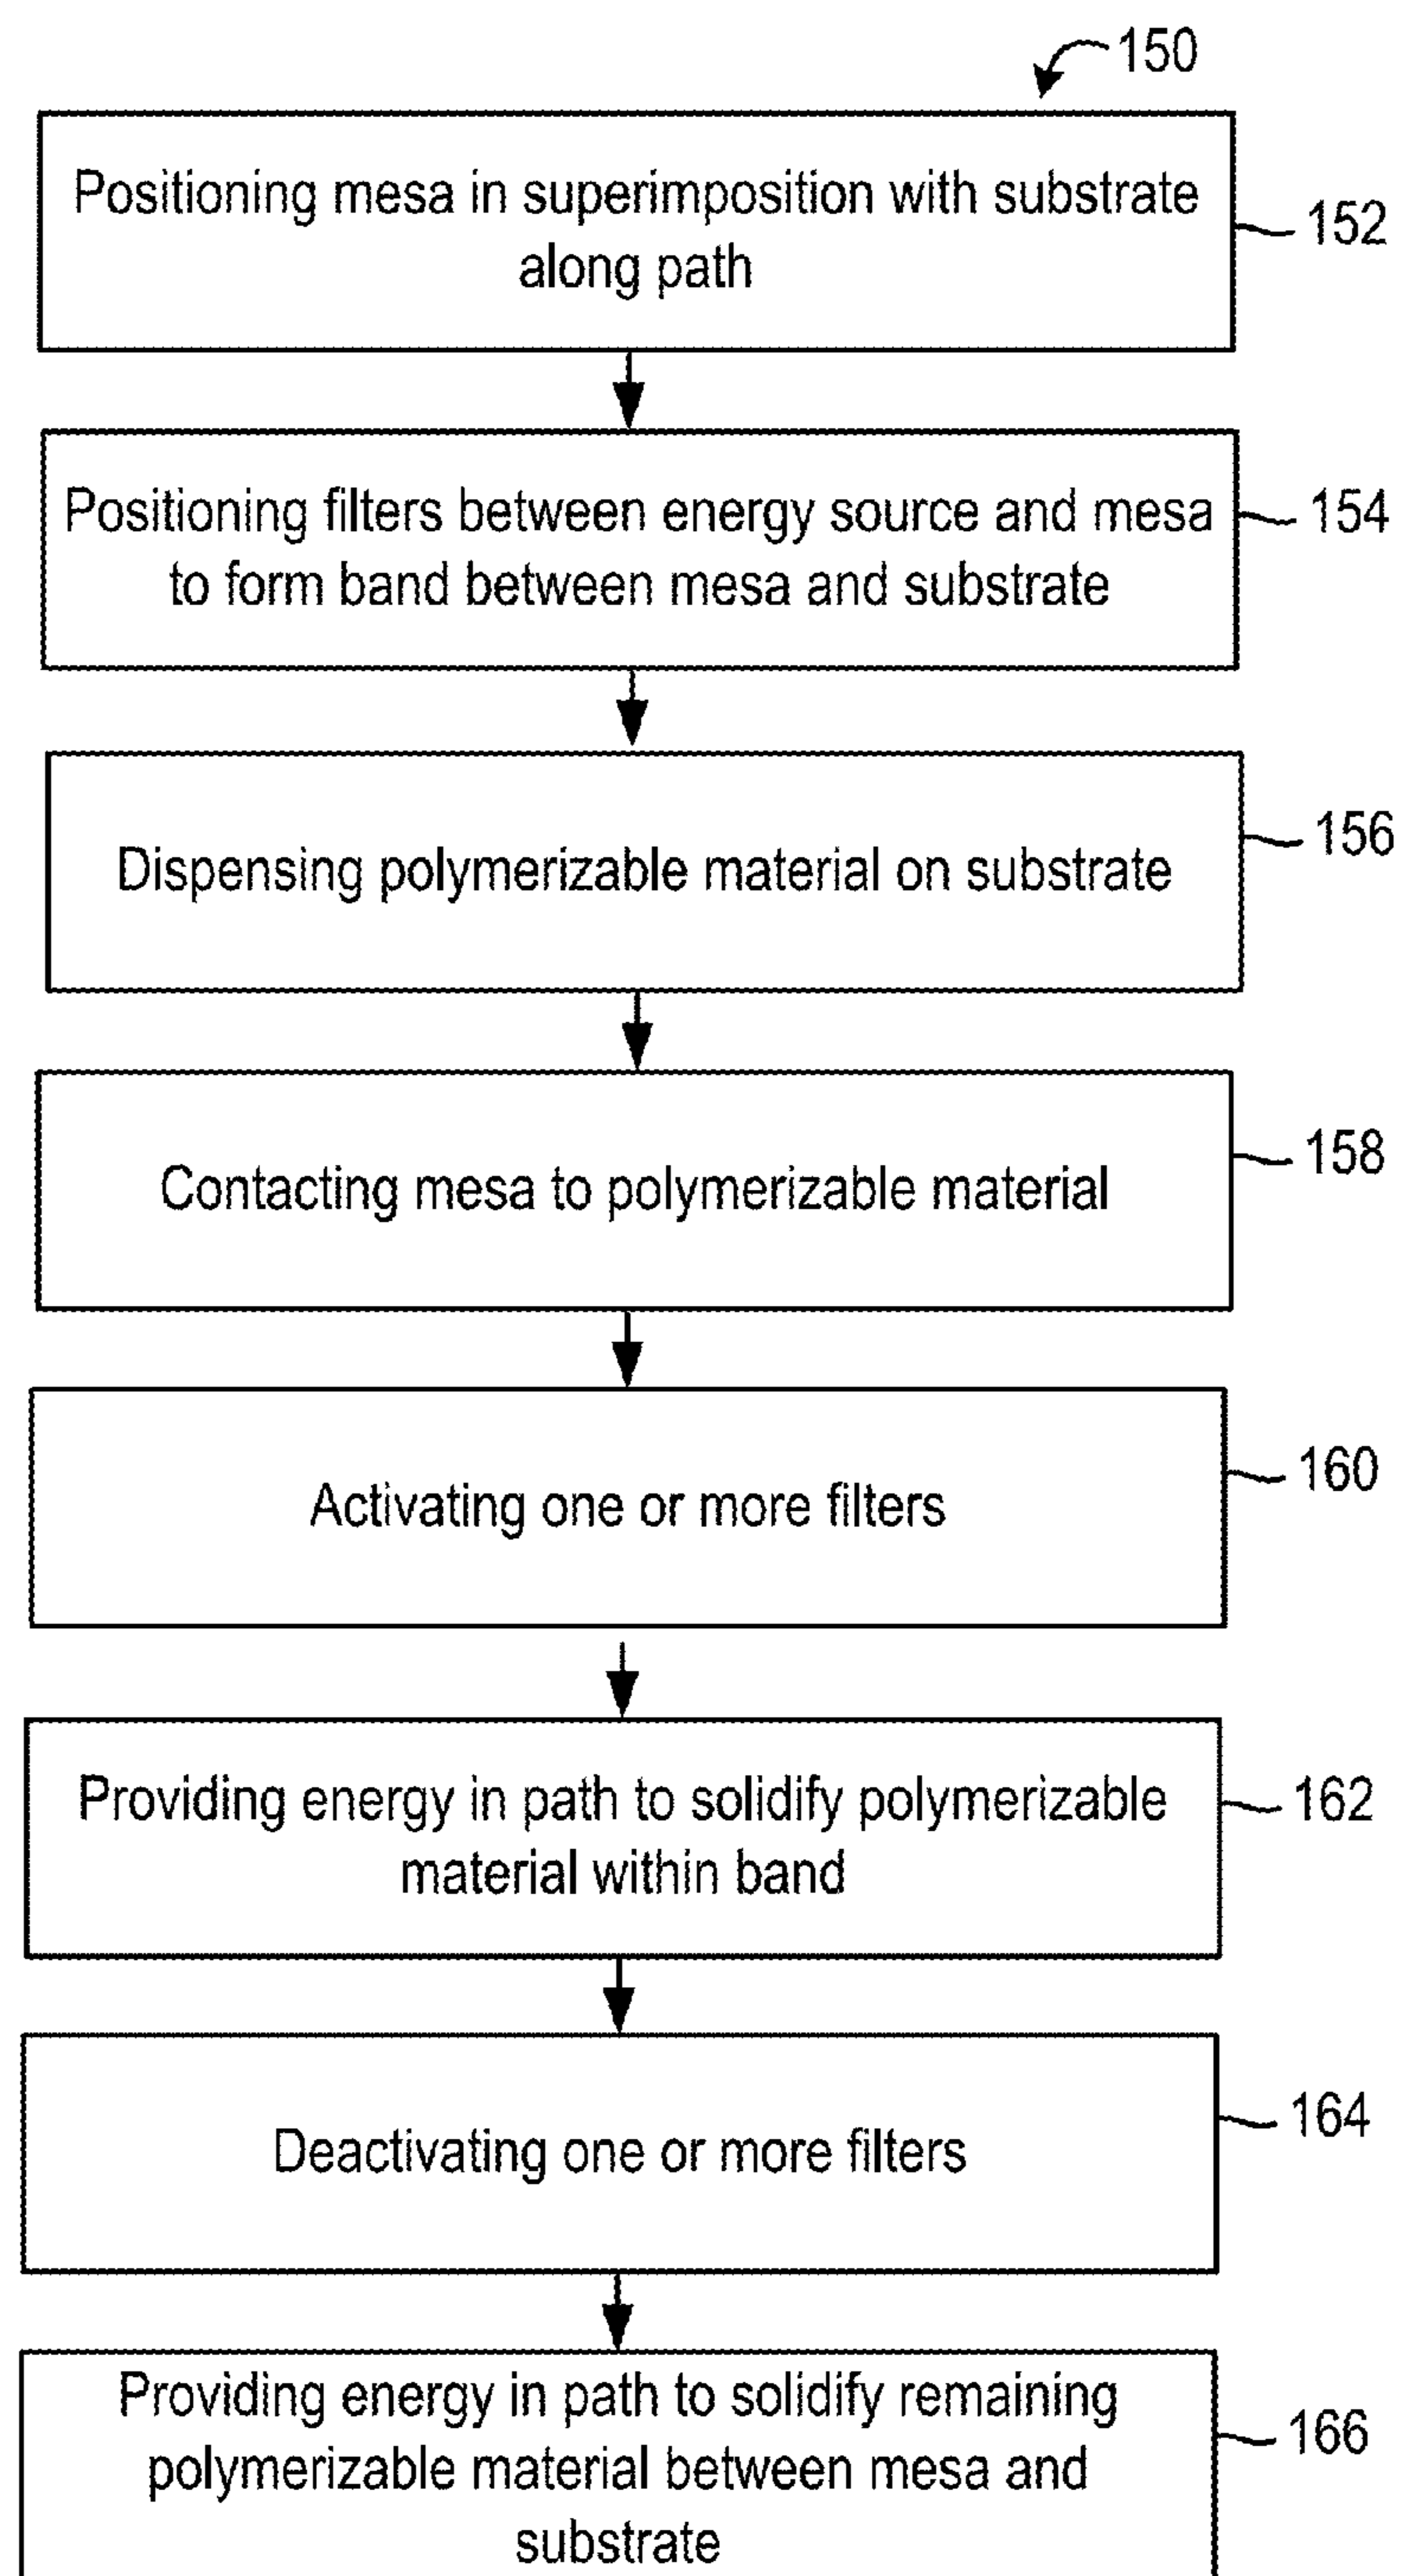 150
Positioning mesa in superimposition with substrate
along path
152
Positioning filters between energy source and mesa
to form band between mesa and substrate
154
Dispensing polymerizable material on substrate
156
Contacting mesa to polymerizable material
158
Activating one or more filters
160
Providing energy in path to solidify polymerizable
material within band
162
Deactivating one or more filters
164
Providing energy in path to solidify remaining
polymerizable material between mesa and
substrate
166